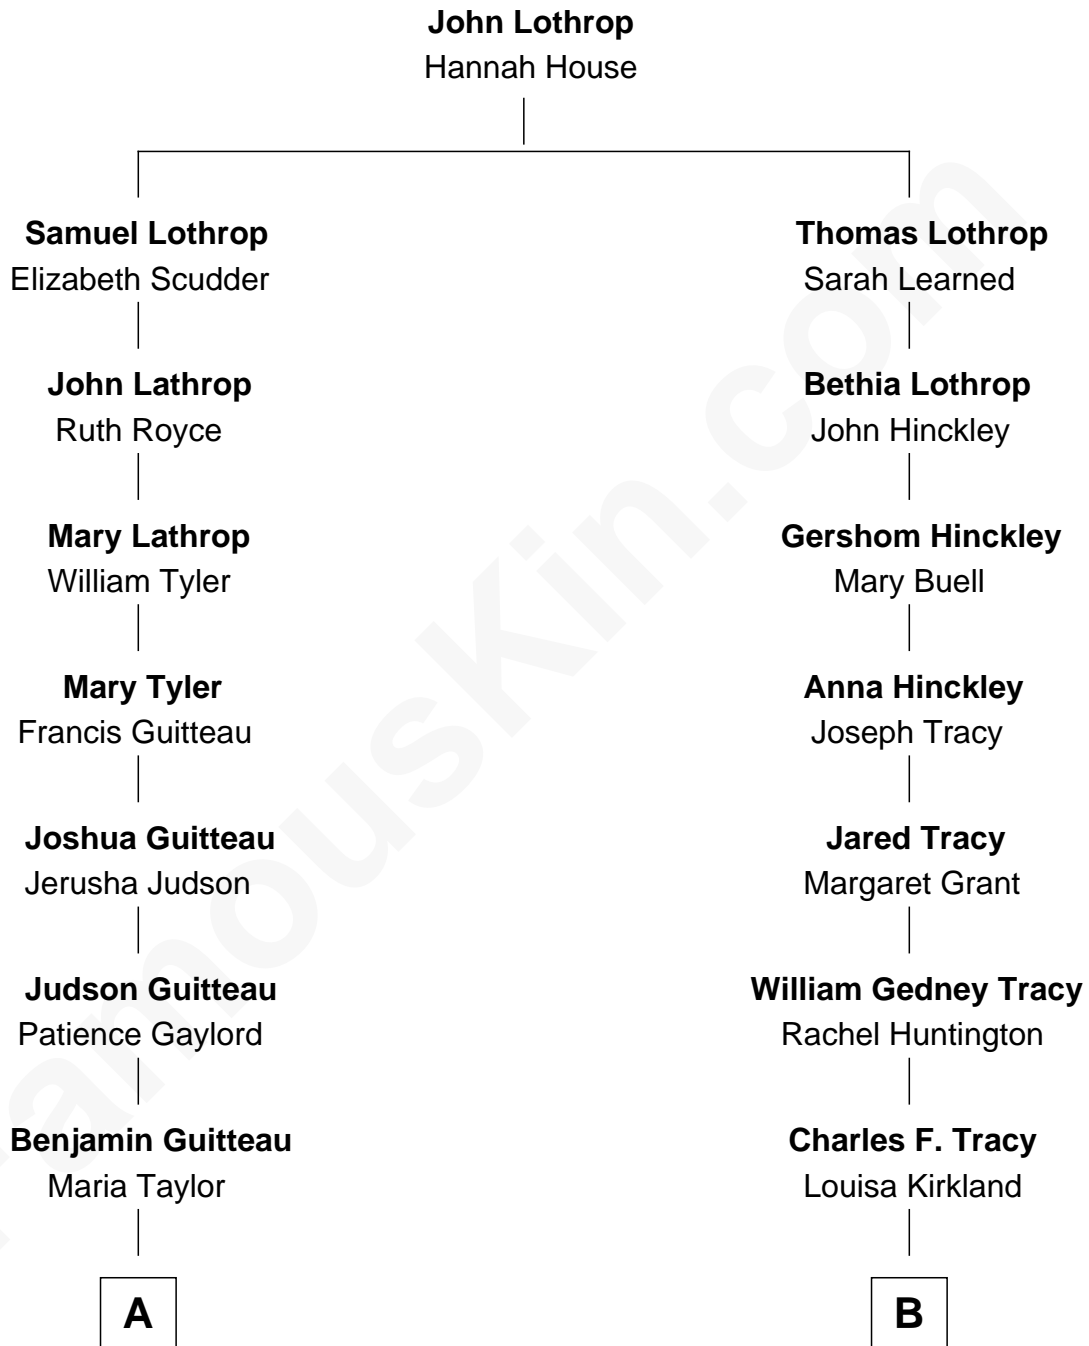 John Lothrop
Hannah House
Samuel Lothrop
Elizabeth Scudder
Thomas Lothrop
Sarah Learned
John Lathrop
Ruth Royce
Bethia Lothrop
John Hinckley
Mary Lathrop
William Tyler
Gershom Hinckley
Mary Buell
Mary Tyler
Francis Guitteau
Anna Hinckley
Joseph Tracy
Joshua Guitteau
Jerusha Judson
Jared Tracy
Margaret Grant
Judson Guitteau
Patience Gaylord
William Gedney Tracy
Rachel Huntington
Benjamin Guitteau
Maria Taylor
Charles F. Tracy
Louisa Kirkland
A
B
FamousKin.com